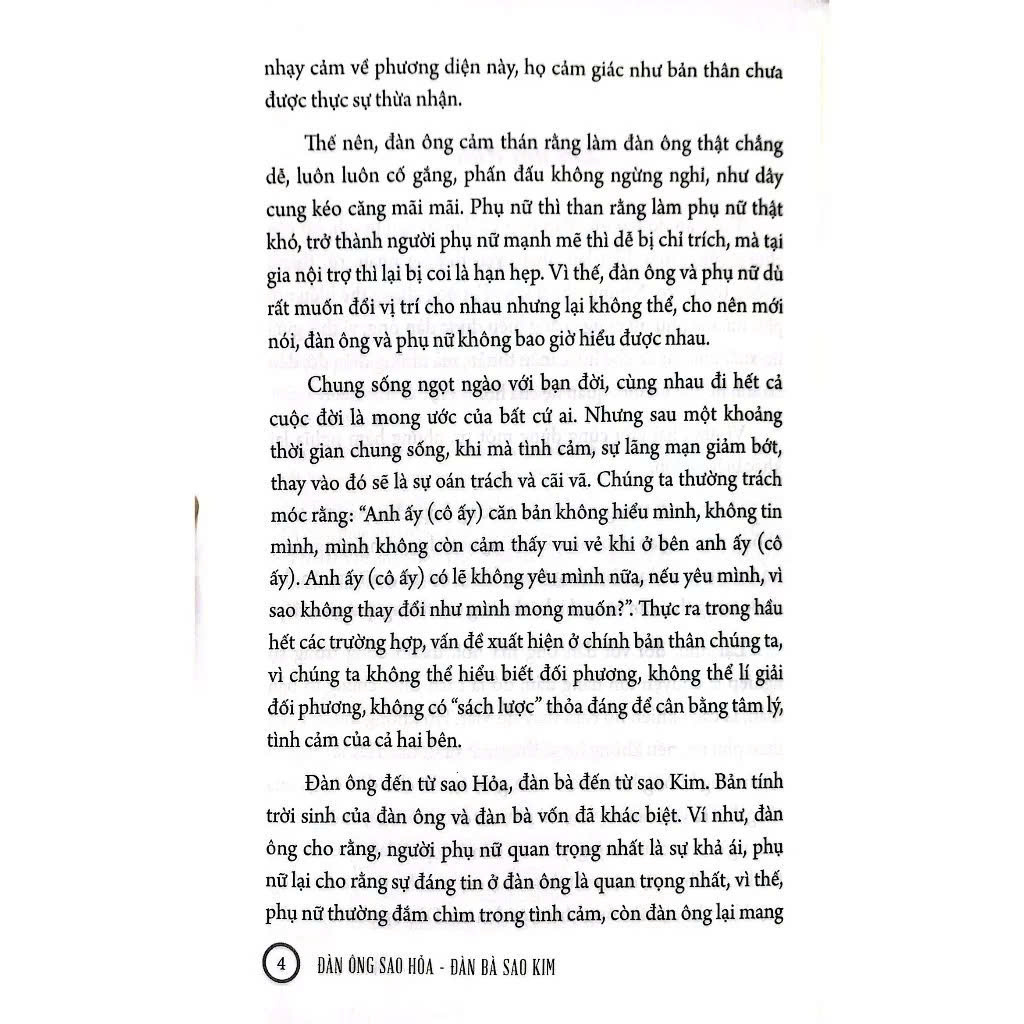 nhạy cảm về phương diện này, họ cảm giác như bản thân chưa
được thực sự thừa nhận.
Thế nên, đàn ông cảm thán rằng làm đàn ông thật chẳng
dễ, luôn luôn cố gắng, phấn đấu không ngừng nghỉ, như dây
cung kéo căng mãi mãi. Phụ nữ thì than rằng làm phụ nữ thật
khó, trở thành người phụ nữ mạnh mẽ thì dễ bị chỉ trích, mà tại
gia nội trợ thì lại bị coi là hạn hẹp. Vì thế, đàn ông và phụ nữ dù
rất muốn đổi vị trí cho nhau nhưng lại không thể, cho nên mới
nói, đàn ông và phụ nữ không bao giờ hiểu được nhau.
Chung sống ngọt ngào với bạn đời, cùng nhau đi hết cả
cuộc đời là mong ước của bất cứ ai. Nhưng sau một khoảng
thời gian chung sống, khi mà tình cảm, sự lãng mạn giảm bớt,
thay vào đó sẽ là sự oán trách và cãi vã. Chúng ta thường trách
móc rằng: “Anh ấy (cô ấy) căn bản không hiểu mình, không tin
mình, mình không còn cảm thấy vui vẻ khi ở bên anh ấy (cô
ấy). Anh ấy (cô ấy) có lẽ không yêu mình nữa, nếu yêu mình, vì
sao không thay đổi như mình mong muốn?”. Thực ra trong hầu
hết các trường hợp, vấn đề xuất hiện ở chính bản thân chúng ta,
vì chúng ta không thể hiểu biết đối phương, không thể lí giải
đối phương, không có “sách lược” thỏa đáng để cân bằng tâm lý,
tình cảm của cả hai bên.
Đàn ông đến từ sao Hỏa, đàn bà đến từ sao Kim. Bản tính
trời sinh của đàn ông và đàn bà vốn đã khác biệt. Ví như, đàn
ông cho rằng, người phụ nữ quan trọng nhất là sự khả ái, phụ
nữ lại cho rằng sự đáng tin ở đàn ông là quan trọng nhất, vì thế,
phụ nữ thường đắm chìm trong tình cảm, còn đàn ông lại mang
4 ĐÀN ÔNG SAO HỎA - ĐÀN BÀ SAO KIM